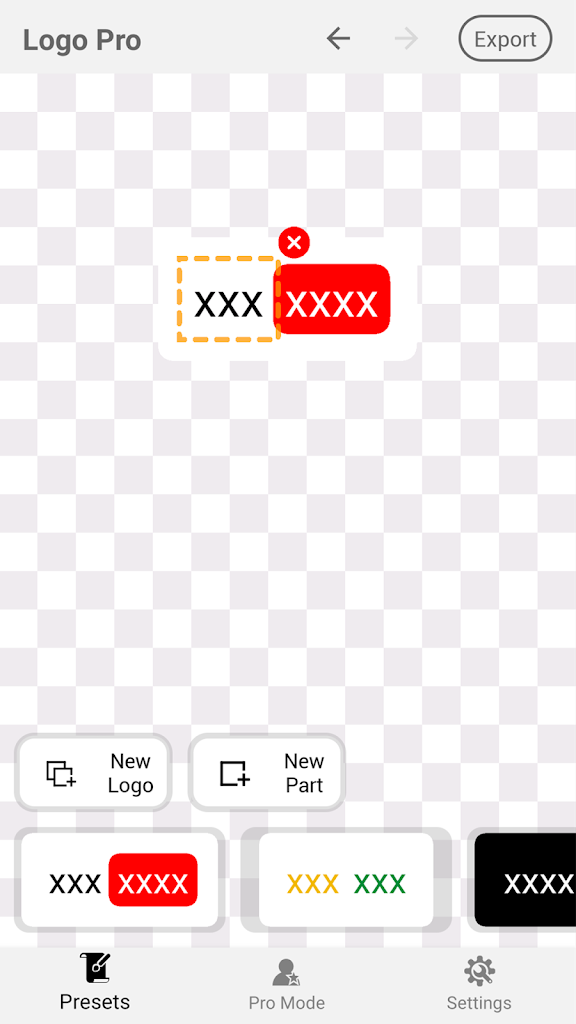 Logo Pro
Export
XXX XXXX
New
Logo
New
Part
XXX XXXX
XXX XXX
XXXX
Presets
Pro Mode
Settings